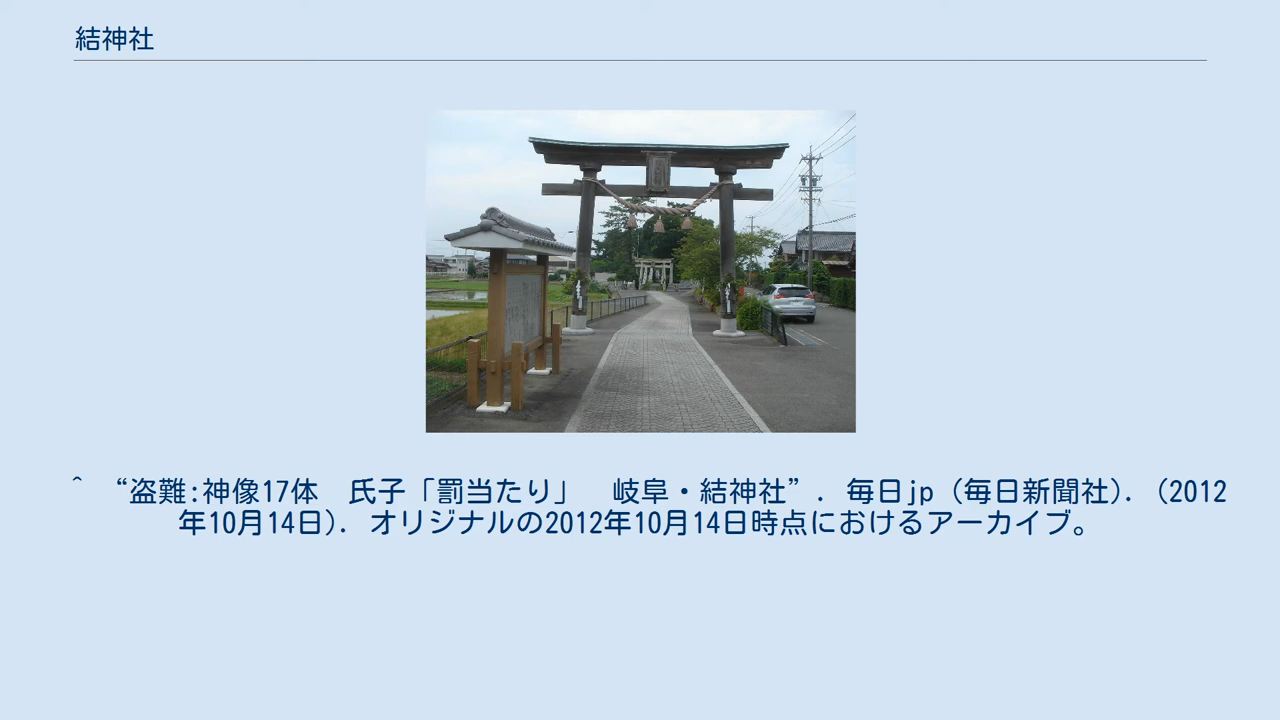 結神社
^ “盗難:神像17体　氏子「罰当たり」　岐阜・結神社”. 毎日jp (毎日新聞社). (2012
年10月14日). オリジナルの2012年10月14日時点におけるアーカイブ。